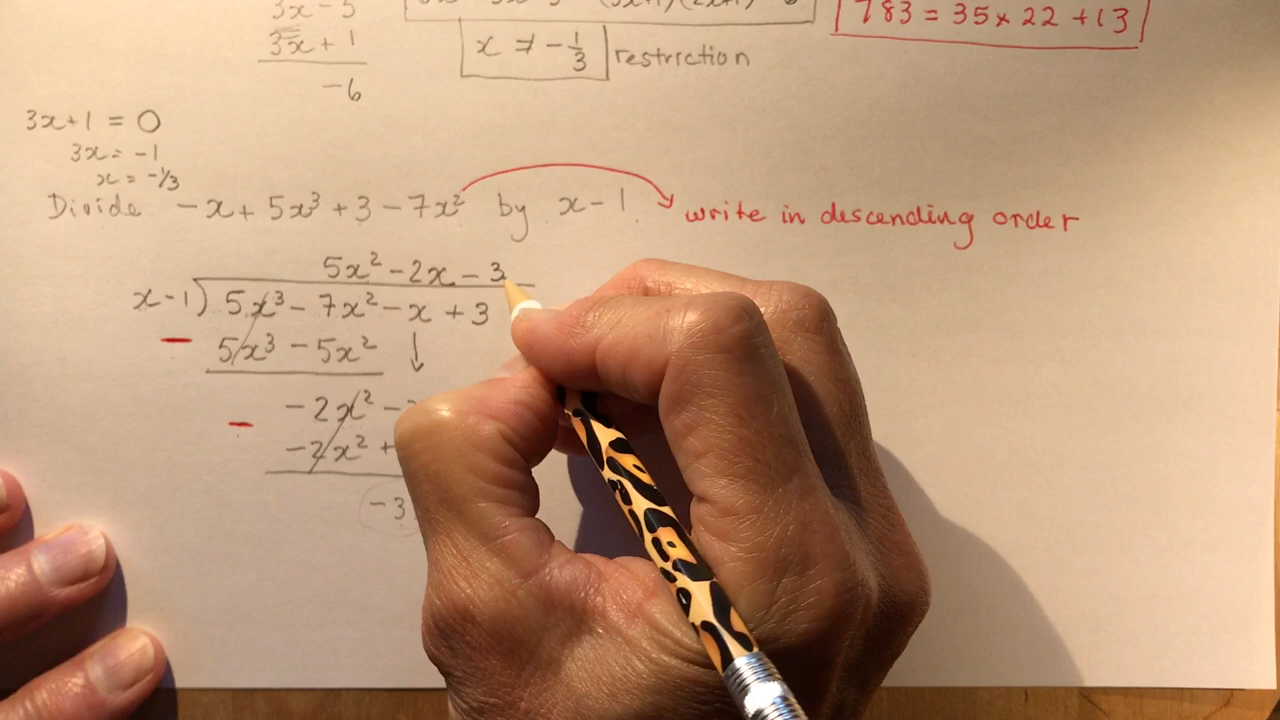 3x - 5
3x + 1
-6
x ≠ -1/3 restriction
783 = 35 x 22 + 13
3x+1 = 0
3x = -1
x = -1/3
Divide -x + 5x³ + 3 - 7x² by x-1.
write in descending order
5x² - 2x - 3
x-1) 5x³ - 7x² - x + 3
- 5x³ - 5x² ↓
-2x² -
- -2x² +
-3